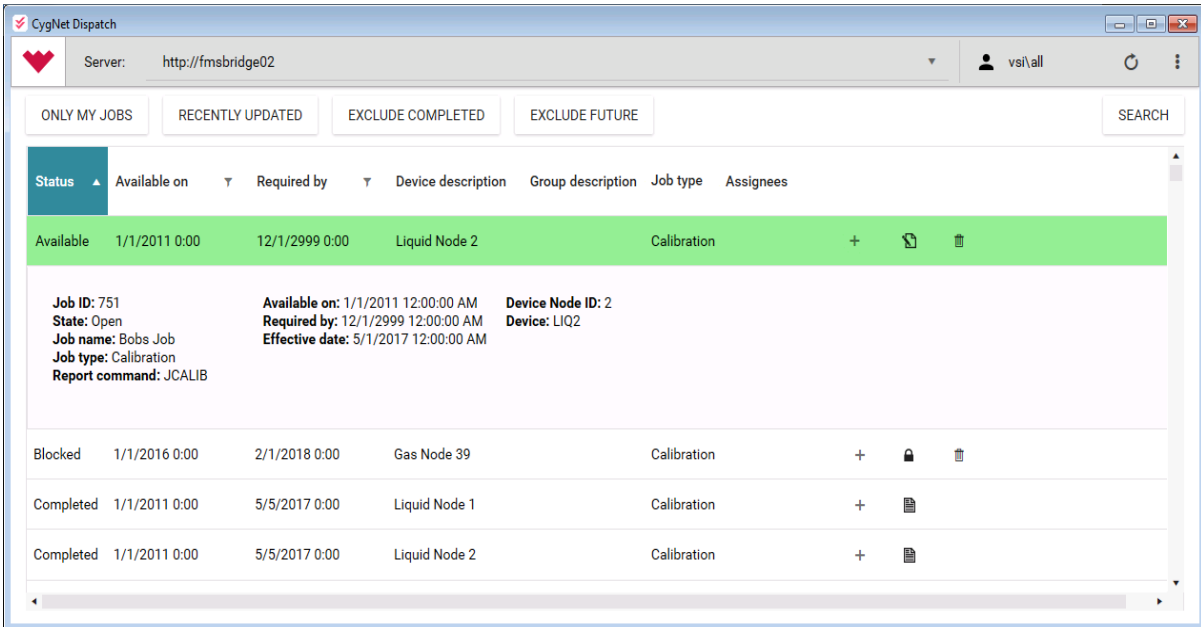 CygNet Dispatch
Server: http://fmsbridge02 vsi\all
ONLY MY JOBS RECENTLY UPDATED EXCLUDE COMPLETED EXCLUDE FUTURE SEARCH
Status Available on Required by Device description Group description Job type Assignees
Available 1/1/2011 0:00 12/1/2999 0:00 Liquid Node 2 Calibration
Job ID: 751 Available on: 1/1/2011 12:00:00 AM Device Node ID: 2
State: Open Required by: 12/1/2999 12:00:00 AM Device: LIQ2
Job name: Bobs Job Effective date: 5/1/2017 12:00:00 AM
Job type: Calibration
Report command: JCALIB
Blocked 1/1/2016 0:00 2/1/2018 0:00 Gas Node 39 Calibration
Completed 1/1/2011 0:00 5/5/2017 0:00 Liquid Node 1 Calibration
Completed 1/1/2011 0:00 5/5/2017 0:00 Liquid Node 2 Calibration